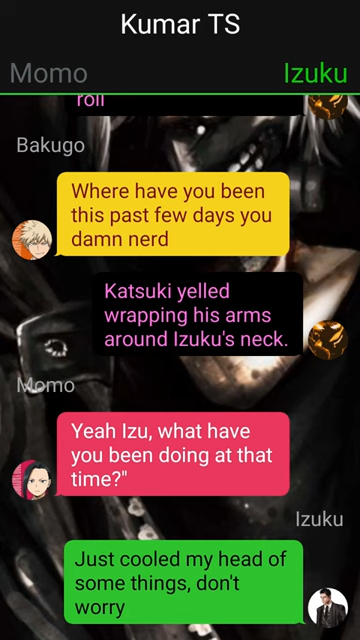 Kumar TS
Momo
Izuku
roll
Bakugo
Where have you been
this past few days you
damn nerd
Katsuki yelled
wrapping his arms
around Izuku's neck.
Momo
Yeah Izu, what have
you been doing at that
time?"
Izuku
Just cooled my head of
some things, don't
worry